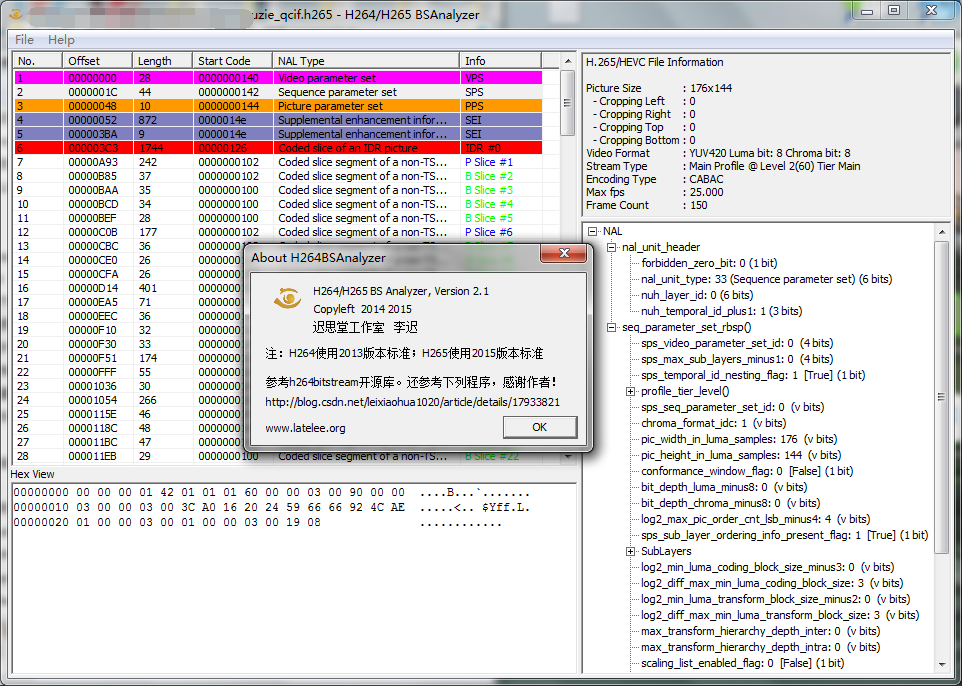 uzie_qcif.h265 - H264/H265 BSAnalyzer
File Help
No. Offset Length Start Code NAL Type Info
1 00000000 28 0000000140 Video parameter set VPS
2 0000001C 44 0000000142 Sequence parameter set SPS
3 00000048 10 0000000144 Picture parameter set PPS
4 00000052 872 0000014e Supplemental enhancement infor... SEI
5 000003BA 9 0000014e Supplemental enhancement infor... SEI
6 000003C3 1744 00000126 Coded slice of an IDR picture IDR #0
7 00000A93 242 000000102 Coded slice segment of a non-TS... P Slice #1
8 00000B85 37 000000102 Coded slice segment of a non-TS... B Slice #2
9 00000BAA 35 000000100 Coded slice segment of a non-TS... B Slice #3
10 00000BCD 34 000000100 Coded slice segment of a non-TS... B Slice #4
11 00000BEF 28 000000100 Coded slice segment of a non-TS... B Slice #5
12 00000C0B 177 000000102 Coded slice segment of a non-TS... P Slice #6
13 00000CBC 36
14 00000CE0 26 0000000
15 00000CFA 26 0000000
16 00000D14 401 0000000
17 00000EA5 71 0000000
18 00000EEC 36 0000000
19 00000F10 32 0000000
20 00000F30 33 0000000
21 00000F51 174 0000000
22 00000FFF 55 0000000
23 00001036 30 0000000
24 00001054 266 0000000
25 0000115E 46 0000000
26 0000118C 48 0000000
27 000011BC 47 0000000
28 000011EB 29 000000100 Coded slice segment of a non-TS... B Slice #22
About H264BSAnalyzer
H264/H265 BS Analyzer, Version 2.1
Copyleft 2014 2015
迟思堂工作室 李迟
注：H264使用2013版本标准；H265使用2015版本标准
参考h264bitstream开源库。还参考下列程序，感谢作者！
http://blog.csdn.net/leixiaohua1020/article/details/17933821
www.latelee.org
OK
Hex View
00000000 00 00 00 01 42 01 01 01 60 00 00 03 00 90 00 00 ....B...`.......
00000010 03 00 00 03 00 3C A0 16 20 24 59 66 66 92 4C AE .....<.. $Yff.L.
00000020 01 00 00 03 00 01 00 00 03 00 19 08 ............
H.265/HEVC File Information
Picture Size : 176x144
- Cropping Left : 0
- Cropping Right : 0
- Cropping Top : 0
- Cropping Bottom : 0
Video Format : YUV420 Luma bit: 8 Chroma bit: 8
Stream Type : Main Profile @ Level 2(60) Tier Main
Encoding Type : CABAC
Max fps : 25.000
Frame Count : 150
NAL
nal_unit_header
forbidden_zero_bit: 0 (1 bit)
nal_unit_type: 33 (Sequence parameter set) (6 bits)
nuh_layer_id: 0 (6 bits)
nuh_temporal_id_plus1: 1 (3 bits)
seq_parameter_set_rbsp()
sps_video_parameter_set_id: 0 (4 bits)
sps_max_sub_layers_minus1: 0 (4 bits)
sps_temporal_id_nesting_flag: 1 [True] (1 bit)
profile_tier_level()
sps_seq_parameter_set_id: 0 (v bits)
chroma_format_idc: 1 (v bits)
pic_width_in_luma_samples: 176 (v bits)
pic_height_in_luma_samples: 144 (v bits)
conformance_window_flag: 0 [False] (1 bit)
bit_depth_luma_minus8: 0 (v bits)
bit_depth_chroma_minus8: 0 (v bits)
log2_max_pic_order_cnt_lsb_minus4: 4 (v bits)
sps_sub_layer_ordering_info_present_flag: 1 [True] (1 bit)
SubLayers
log2_min_luma_coding_block_size_minus3: 0 (v bits)
log2_diff_max_min_luma_coding_block_size: 3 (v bits)
log2_min_luma_transform_block_size_minus2: 0 (v bits)
log2_diff_max_min_luma_transform_block_size: 3 (v bits)
max_transform_hierarchy_depth_inter: 0 (v bits)
max_transform_hierarchy_depth_intra: 0 (v bits)
scaling_list_enabled_flag: 0 [False] (1 bit)